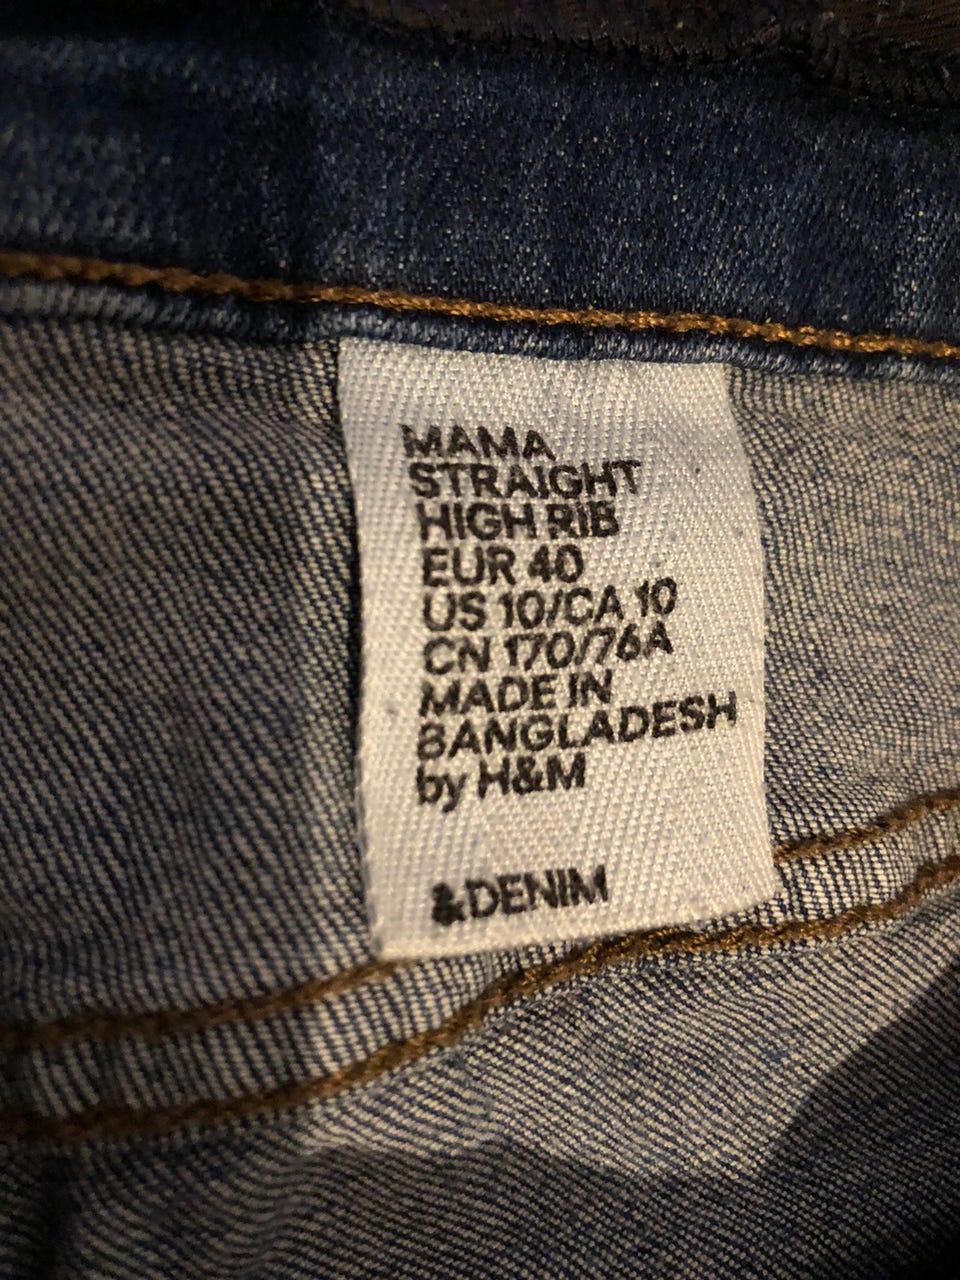 MAMA
STRAIGHT
HIGH RIB
EUR 40
US 10/CA 10
CN 170/76A
MADE IN
BANGLADESH
by H&M
&DENIM